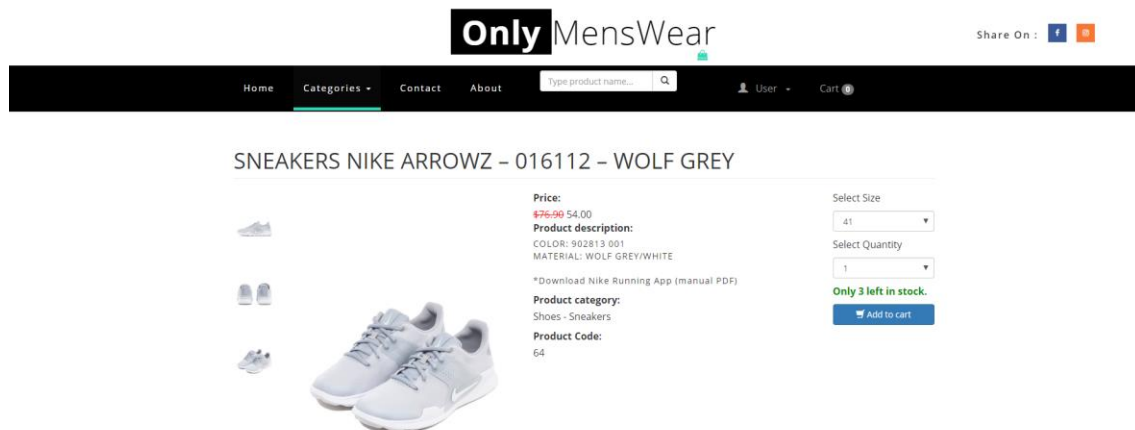 Only MensWear
Share On :
Home Categories Contact About Type product name... User Cart 0
SNEAKERS NIKE ARROWZ – 016112 – WOLF GREY
Price:
$76.90 54.00
Product description:
COLOR: 902813 001
MATERIAL: WOLF GREY/WHITE
*Download Nike Running App (manual PDF)
Product category:
Shoes - Sneakers
Product Code:
64
Select Size
41
Select Quantity
1
Only 3 left in stock.
Add to cart